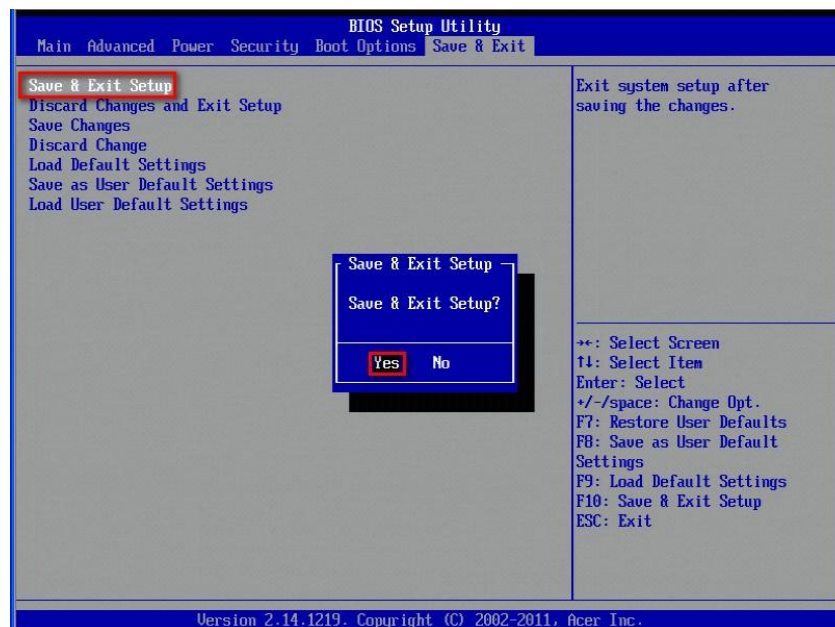 BIOS Setup Utility
Main Advanced Power Security Boot Options Save & Exit
Save & Exit Setup
Discard Changes and Exit Setup
Save Changes
Discard Change
Load Default Settings
Save as User Default Settings
Load User Default Settings
Exit system setup after
saving the changes.
Save & Exit Setup
Save & Exit Setup?
Yes No
→←: Select Screen
↑↓: Select Item
Enter: Select
+/-/space: Change Opt.
F7: Restore User Defaults
F8: Save as User Default
Settings
F9: Load Default Settings
F10: Save & Exit Setup
ESC: Exit
Version 2.14.1219. Copyright (C) 2002-2011, Acer Inc.